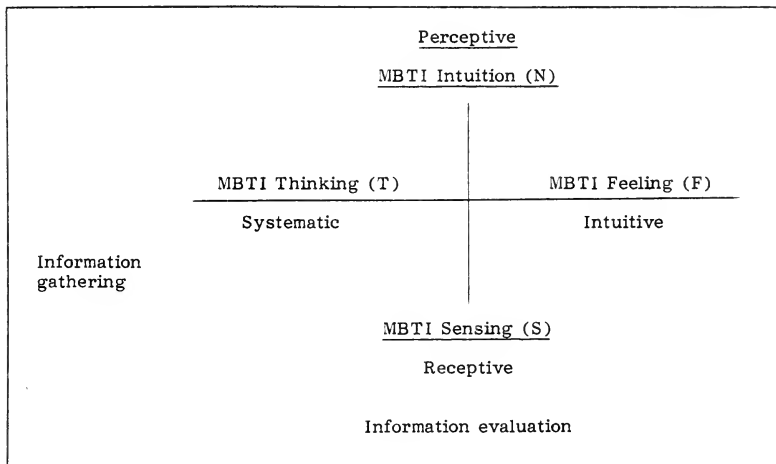 Perceptive
MBTI Intuition (N)
MBTI Thinking (T) MBTI Feeling (F)
Systematic Intuitive
Information
gathering
MBTI Sensing (S)
Receptive
Information evaluation